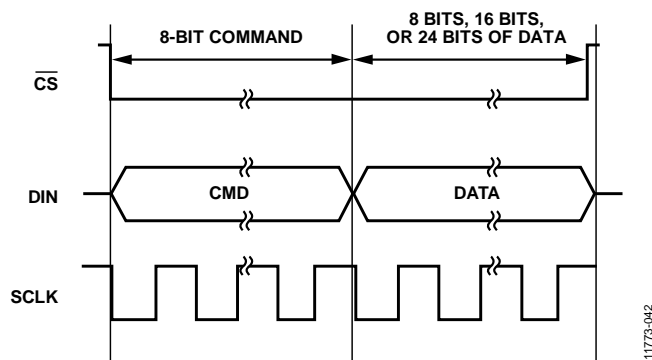 8-BIT COMMAND
8 BITS, 16 BITS,
OR 24 BITS OF DATA
CS
DIN
CMD
DATA
SCLK
11773-042